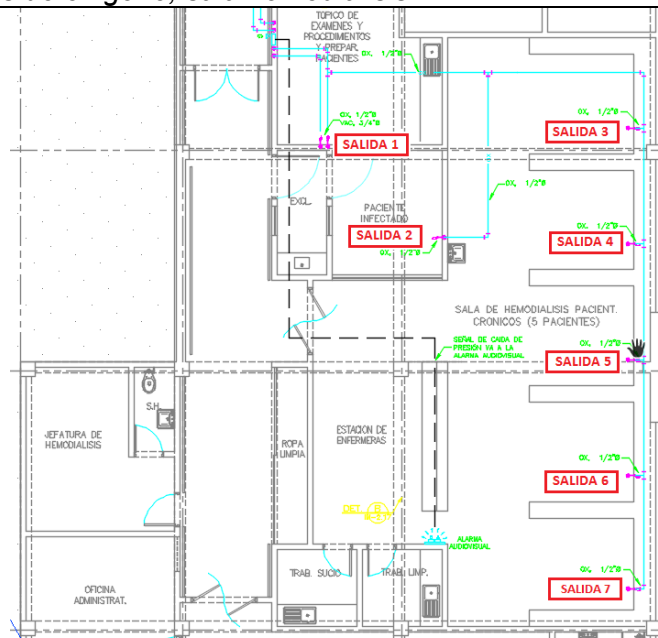 TOPICO DE
EXAMENES Y
PROCEDIMIENTOS
Y PREPAR.
PACIENTES
OX, 1/2"Ø
OX, 1/2"Ø
VAC, 3/4"Ø
SALIDA 1
OX, 1/2"Ø
SALIDA 3
OX, 1/2"Ø
EXCL.
PACIENTE
INFECTADO
SALIDA 2
OX, 1/2"Ø
OX, 1/2"Ø
SALIDA 4
SALA DE HEMODIALISIS PACIENT.
CRONICOS (5 PACIENTES)
SEÑAL DE CAIDA DE
PRESIÓN VA A LA
ALARMA AUDIOVISUAL
OX, 1/2"Ø
SALIDA 5
S.H.
JEFATURA DE
HEMODIALISIS
ROPA
LIMPIA
ESTACION DE
ENFERMERAS
OX, 1/2"Ø
SALIDA 6
DET.
ALARMA
AUDIOVISUAL
TRAB. SUCIO
TRAB. LIMP.
OX, 1/2"Ø
SALIDA 7
OFICINA
ADMINISTRAT.